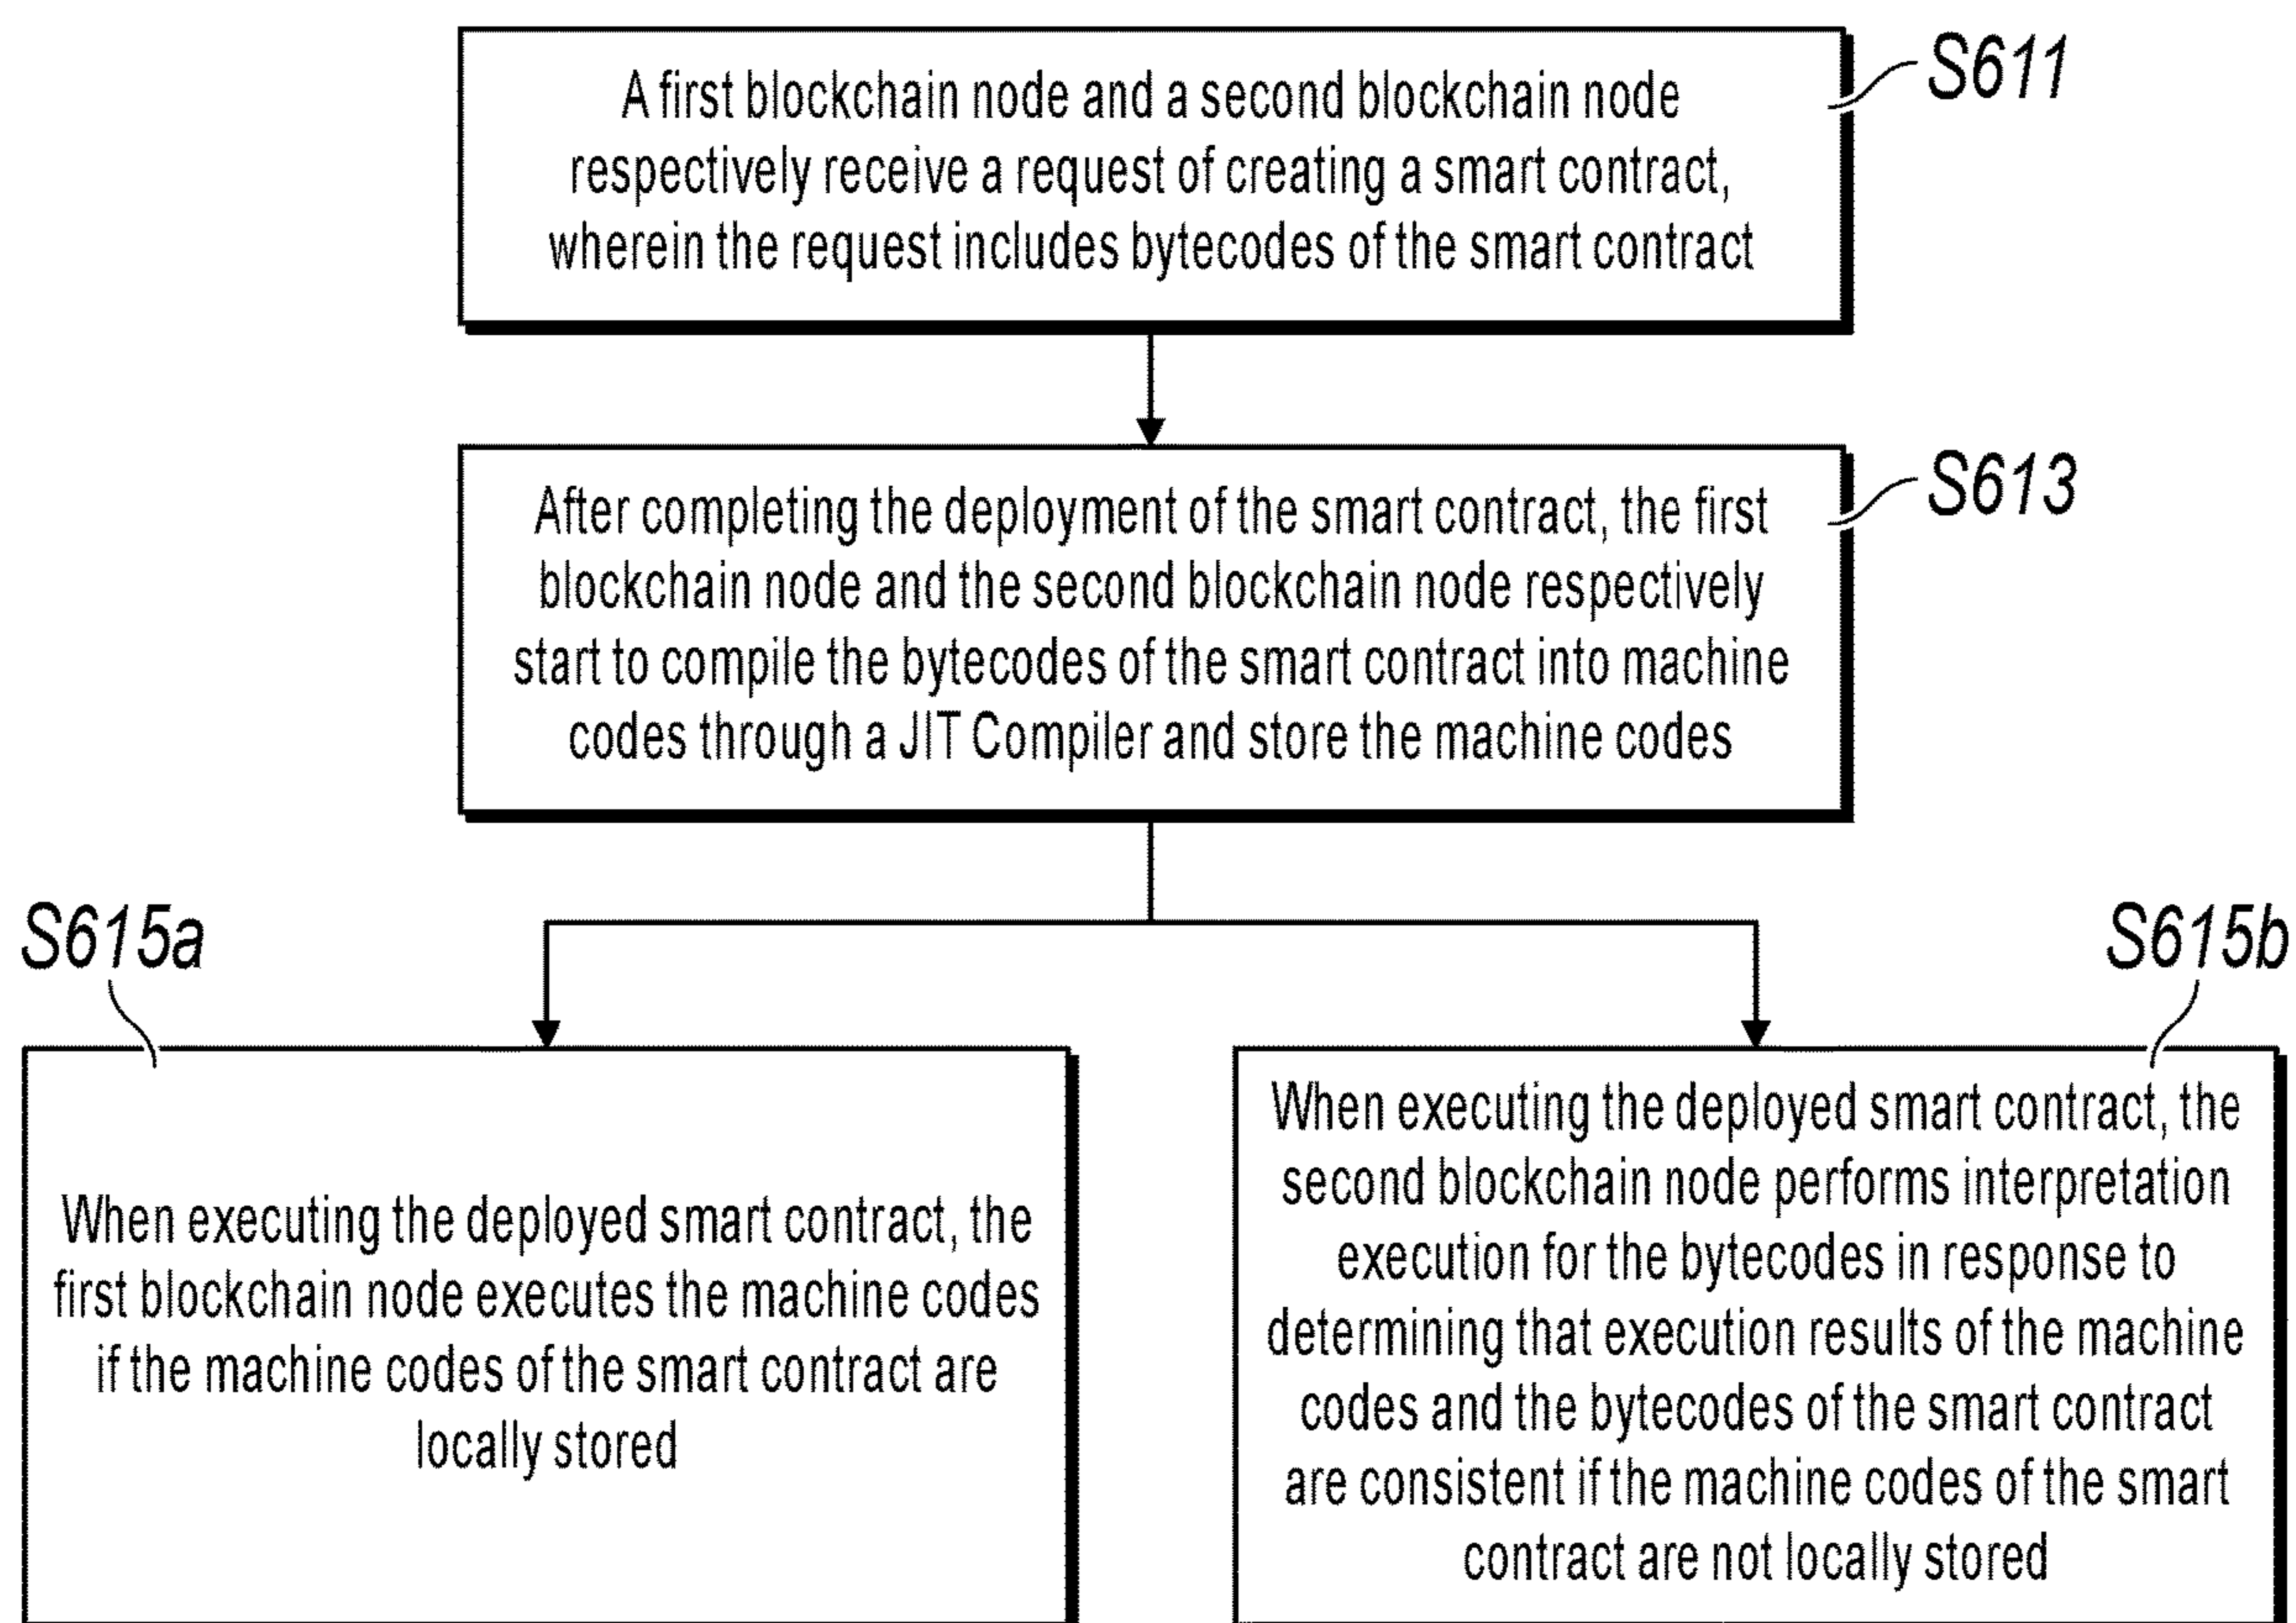 A first blockchain node and a second blockchain node
respectively receive a request of creating a smart contract,
wherein the request includes bytecodes of the smart contract
S611
After completing the deployment of the smart contract, the first
blockchain node and the second blockchain node respectively
start to compile the bytecodes of the smart contract into machine
codes through a JIT Compiler and store the machine codes
S613
S615a
When executing the deployed smart contract, the
first blockchain node executes the machine codes
if the machine codes of the smart contract are
locally stored
S615b
When executing the deployed smart contract, the
second blockchain node performs interpretation
execution for the bytecodes in response to
determining that execution results of the machine
codes and the bytecodes of the smart contract
are consistent if the machine codes of the smart
contract are not locally stored